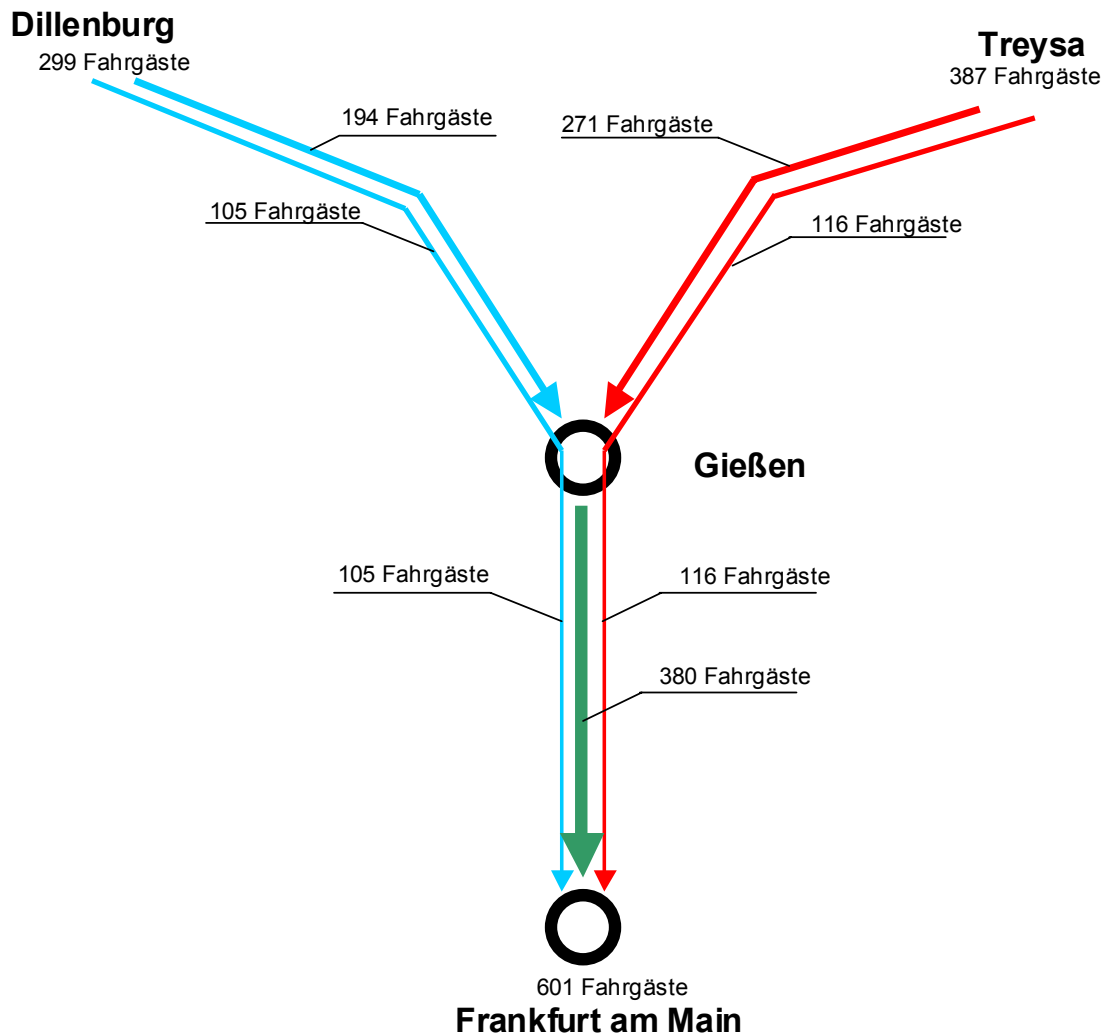 Dillenburg
299 Fahrgäste
Treysa
387 Fahrgäste
194 Fahrgäste
271 Fahrgäste
105 Fahrgäste
116 Fahrgäste
Gießen
105 Fahrgäste
116 Fahrgäste
380 Fahrgäste
601 Fahrgäste
Frankfurt am Main